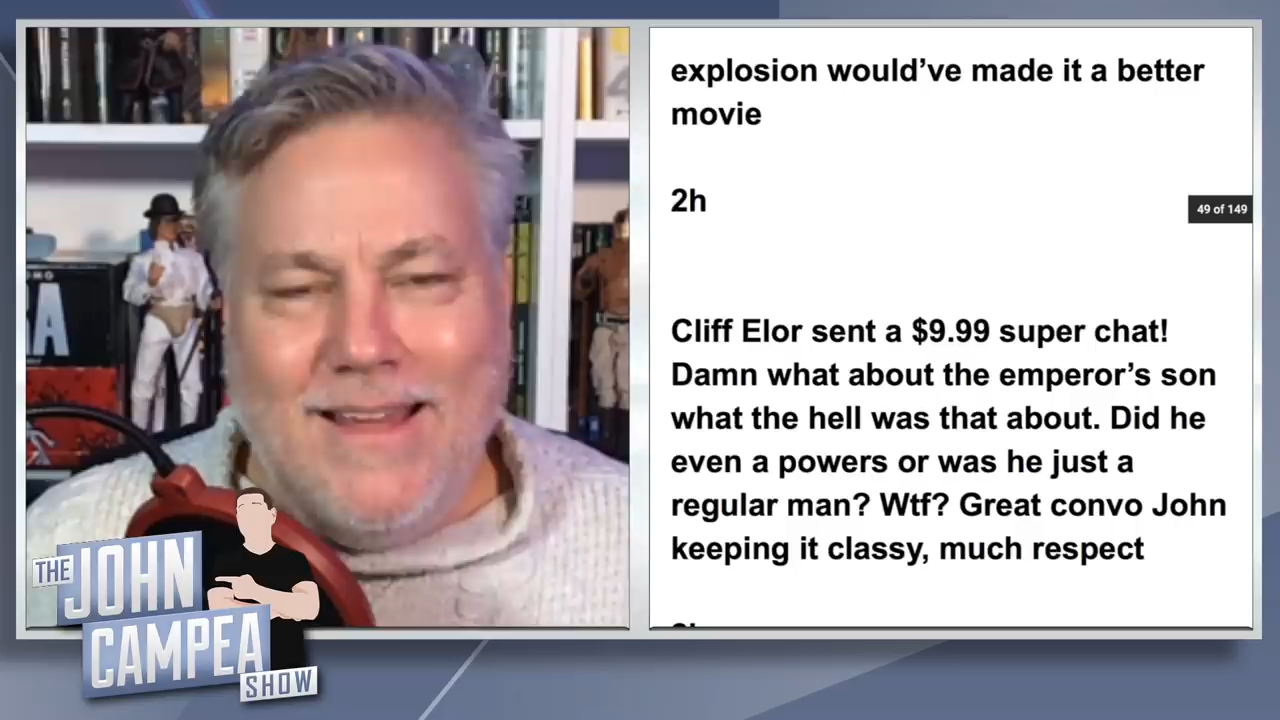 explosion would've made it a better
movie
2h
49 of 149
Cliff Elor sent a $9.99 super chat!
Damn what about the emperor's son
what the hell was that about. Did he
even a powers or was he just a
regular man? Wtf? Great convo John
keeping it classy, much respect
THE
JOHN
CAMPEA
SHOW